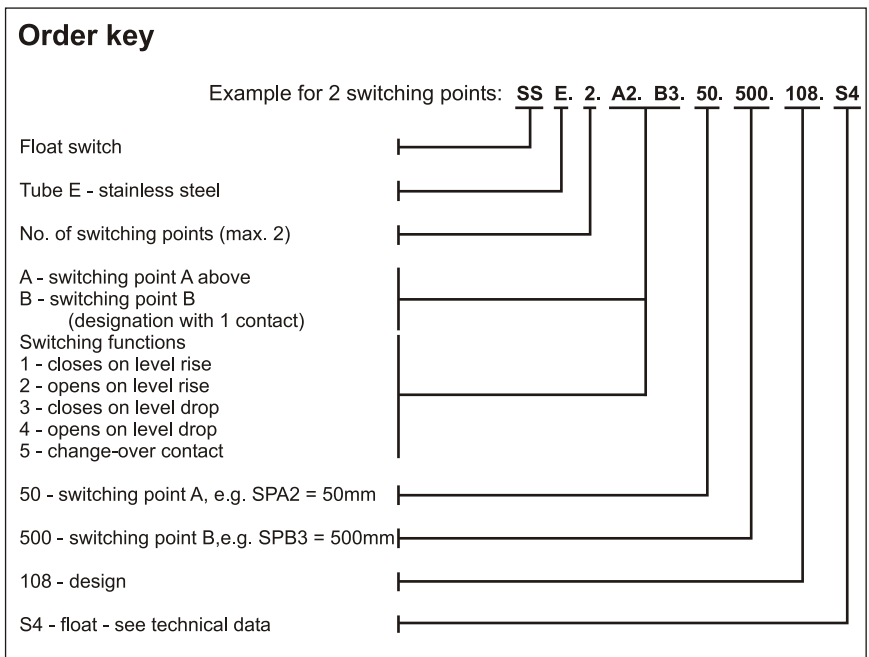 Order key
Example for 2 switching points: SS E. 2. A2. B3. 50. 500. 108. S4
Float switch
Tube E - stainless steel
No. of switching points (max. 2)
A - switching point A above
B - switching point B
(designation with 1 contact)
Switching functions
1 - closes on level rise
2 - opens on level rise
3 - closes on level drop
4 - opens on level drop
5 - change-over contact
50 - switching point A, e.g. SPA2 = 50mm
500 - switching point B,e.g. SPB3 = 500mm
108 - design
S4 - float - see technical data